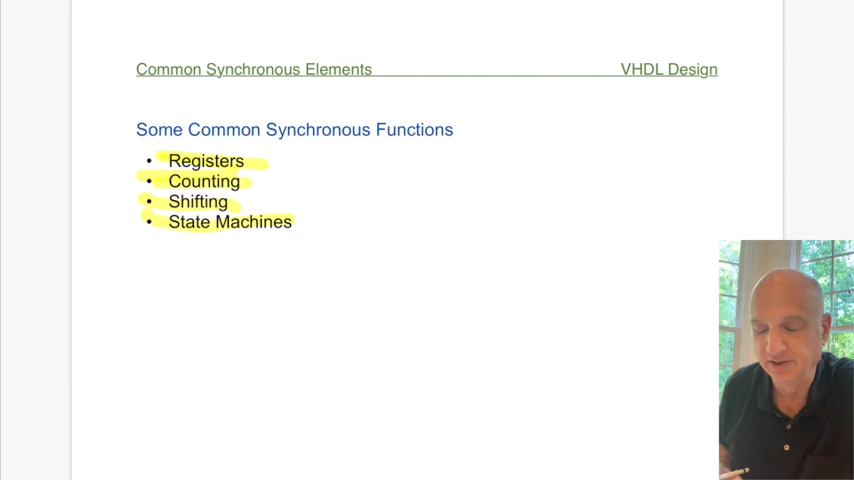 Common Synchronous Elements VHDL Design
Some Common Synchronous Functions
• Registers
• Counting
• Shifting
• State Machines